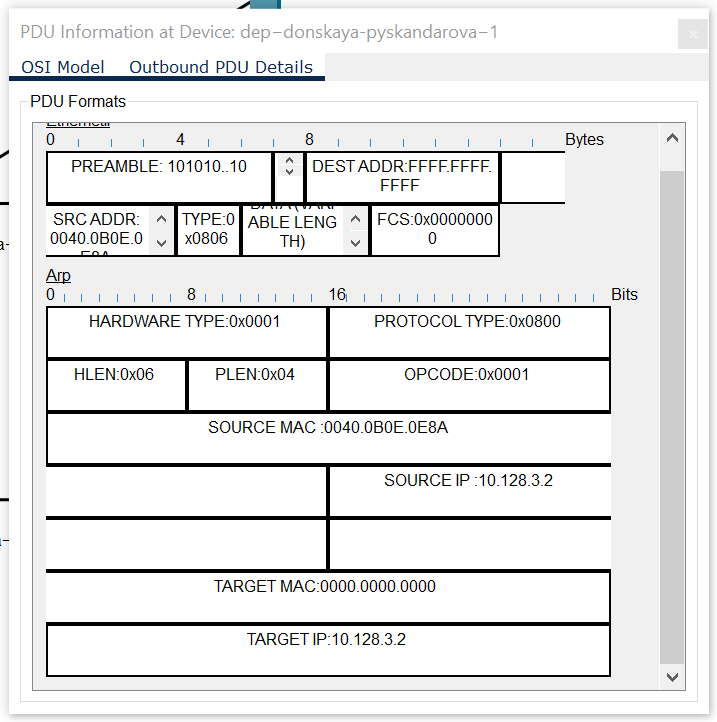 PDU Information at Device: dep-donskaya-pyskandarova-1
OSI Model Outbound PDU Details
PDU Formats
EthernetII
0 4 8 Bytes
PREAMBLE: 101010..10
DEST ADDR:FFFF.FFFF.
FFFF
SRC ADDR:
0040.0B0E.0
E8A
TYPE:0
x0806
DATA (VARI
ABLE LENG
TH)
FCS:0x0000000
0
Arp
0 8 16 Bits
HARDWARE TYPE:0x0001
PROTOCOL TYPE:0x0800
HLEN:0x06
PLEN:0x04
OPCODE:0x0001
SOURCE MAC :0040.0B0E.0E8A
SOURCE IP :10.128.3.2
TARGET MAC:0000.0000.0000
TARGET IP:10.128.3.2